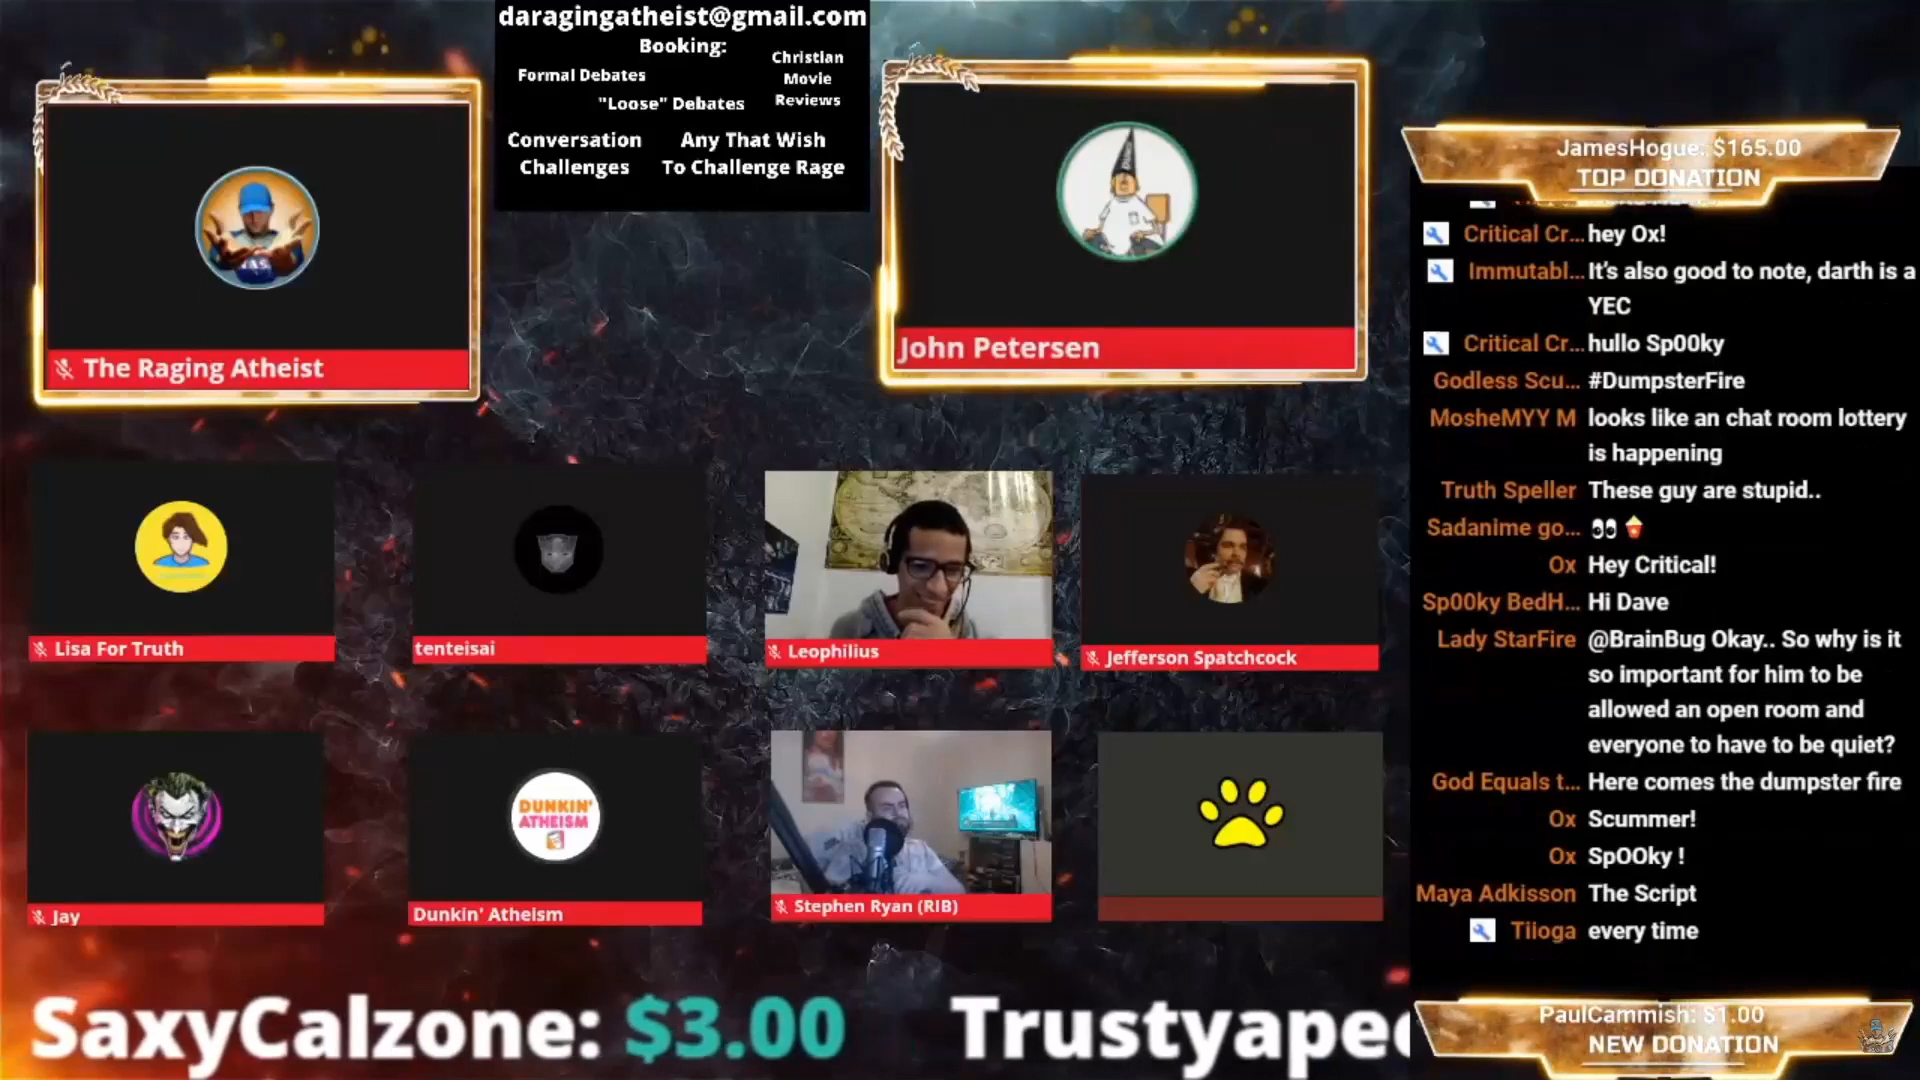 daragingatheist@gmail.com
Booking:
Formal Debates
"Loose" Debates
Christian
Movie
Reviews
Conversation
Challenges
Any That Wish
To Challenge Rage
The Raging Atheist
John Petersen
Lisa For Truth
tenteisai
Leophilius
Jefferson Spatchcock
Jay
DUNKIN'
ATHEISM
Dunkin' Atheism
Stephen Ryan (RIB)
SaxyCalzone: $3.00
JamesHogue: $165.00
TOP DONATION
Critical Cr... hey Ox!
Immutabl... It's also good to note, darth is a
YEC
Critical Cr... hullo Sp00ky
Godless Scu... #DumpsterFire
MosheMYY M looks like an chat room lottery
is happening
Truth Speller These guy are stupid..
Sadanime go... 👀🍿
Ox Hey Critical!
Sp00ky BedH... Hi Dave
Lady StarFire @BrainBug Okay.. So why is it
so important for him to be
allowed an open room and
everyone to have to be quiet?
God Equals t... Here comes the dumpster fire
Ox Scummer!
Ox SpOOky !
Maya Adkisson The Script
Tiioga every time
PaulCammish: $1.00
NEW DONATION